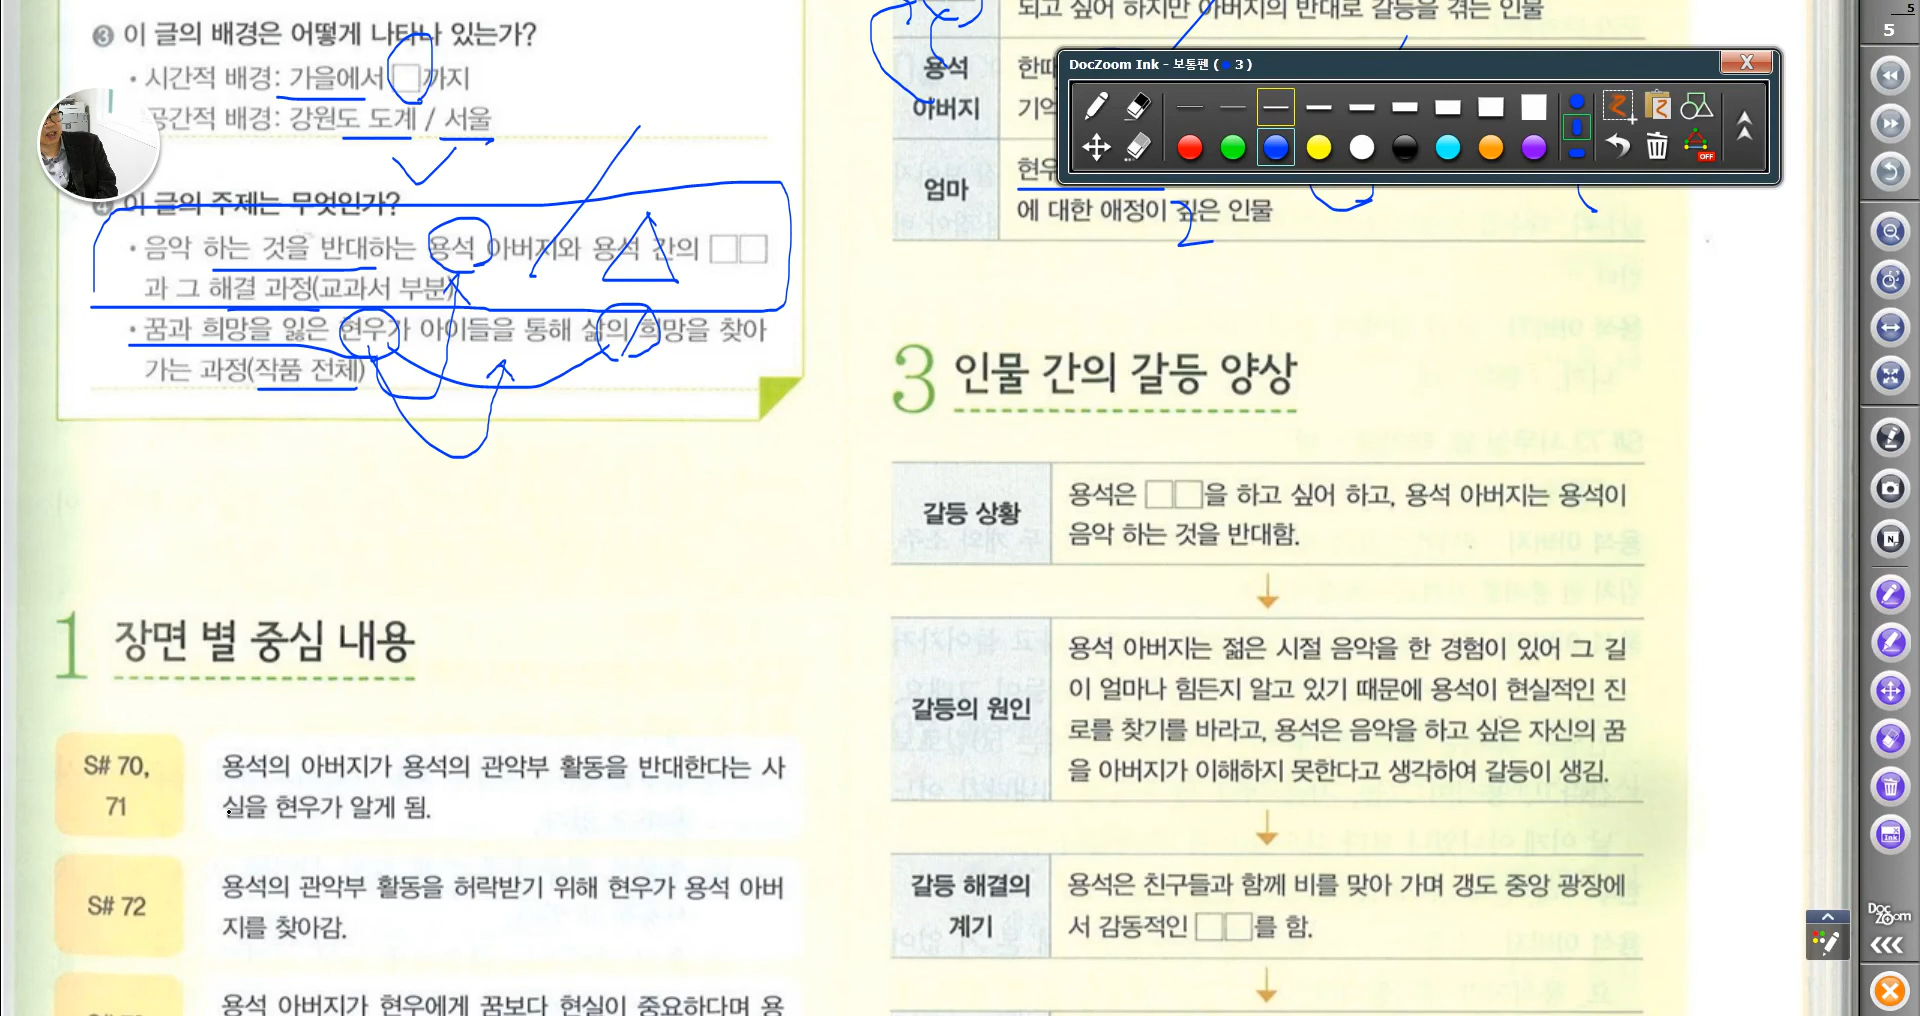 ❸ 이 글의 배경은 어떻게 나타나 있는가?
• 시간적 배경: 가을에서 □까지
공간적 배경: 강원도 도계 / 서울
❹ 이 글의 주제는 무엇인가?
• 음악 하는 것을 반대하는 용석 아버지와 용석 간의 □□
과 그 해결 과정(교과서 부분)
• 꿈과 희망을 잃은 현우가 아이들을 통해 삶의 희망을 찾아
가는 과정(작품 전체)
1 장면 별 중심 내용
S# 70,
71
용석의 아버지가 용석의 관악부 활동을 반대한다는 사
실을 현우가 알게 됨.
S# 72
용석의 관악부 활동을 허락받기 위해 현우가 용석 아버
지를 찾아감.
용석 아버지가 현우에게 꿈보다 현실이 중요하다며 용
되고 싶어 하지만 아버지의 반대로 갈등을 겪는 인물
용석
아버지
한때
기억
엄마
현우
에 대한 애정이 깊은 인물
2
DocZoom Ink - 보통펜 ( 3 )
X
OFF
3 인물 간의 갈등 양상
갈등 상황
용석은 □□을 하고 싶어 하고, 용석 아버지는 용석이
음악 하는 것을 반대함.
갈등의 원인
용석 아버지는 젊은 시절 음악을 한 경험이 있어 그 길
이 얼마나 힘든지 알고 있기 때문에 용석이 현실적인 진
로를 찾기를 바라고, 용석은 음악을 하고 싶은 자신의 꿈
을 아버지가 이해하지 못한다고 생각하여 갈등이 생김.
갈등 해결의
계기
용석은 친구들과 함께 비를 맞아 가며 갱도 중앙 광장에
서 감동적인 □□를 함.
5
5
N
Ink
Doc
Zoom